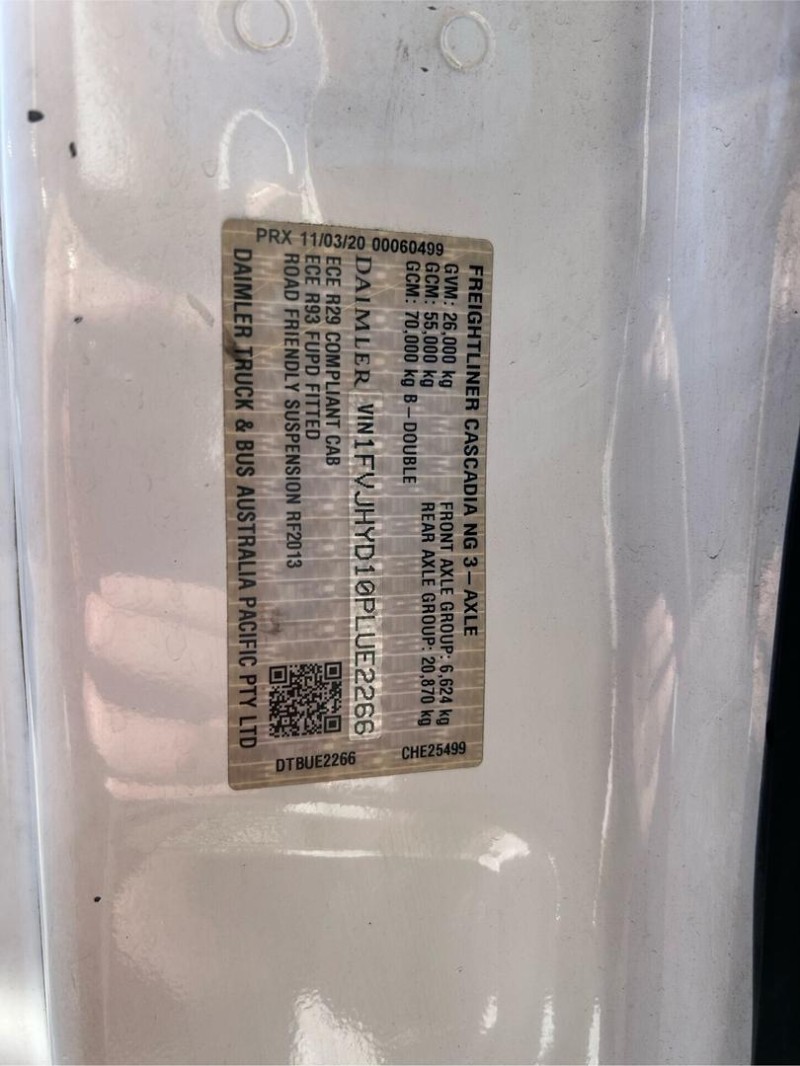 FREIGHTLINER CASCADIA NG 3-AXLE
GVM: 26,000 kg FRONT AXLE GROUP: 6,624 kg
GCM: 55,000 kg REAR AXLE GROUP: 20,870 kg
GCM: 70,000 kg B-DOUBLE
DAIMLER VIN1FVJHYD10PLUE2266
ECE R29 COMPLIANT CAB
ECE R93 FUPD FITTED
ROAD FRIENDLY SUSPENSION RF2013
DAIMLER TRUCK & BUS AUSTRALIA PACIFIC PTY LTD
PRX 11/03/20 00060499
DTBUE2266
CHE25499